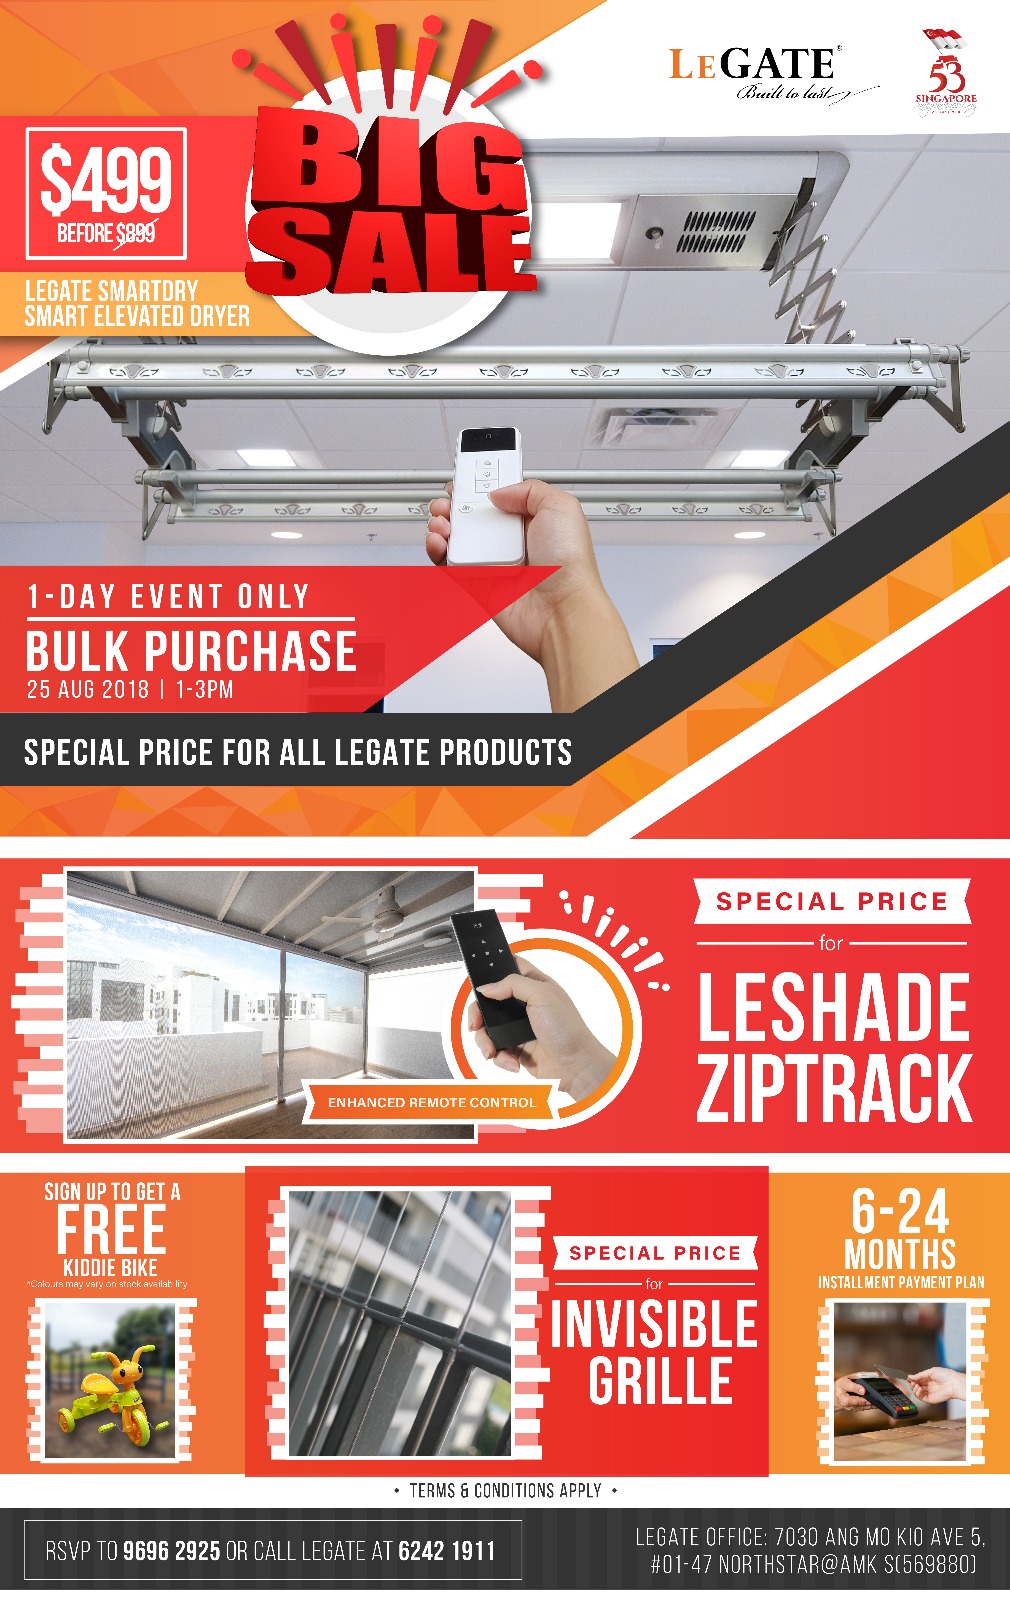 LEGATE®
Built to last
53
SINGAPORE
BIG
SALE
$499
BEFORE $899
LEGATE SMARTDRY
SMART ELEVATED DRYER
1-DAY EVENT ONLY
BULK PURCHASE
25 AUG 2018 | 1-3PM
SPECIAL PRICE FOR ALL LEGATE PRODUCTS
ENHANCED REMOTE CONTROL
SPECIAL PRICE
for
LESHADE
ZIPTRACK
SIGN UP TO GET A
FREE
KIDDIE BIKE
*Colours may vary on stock availability
SPECIAL PRICE
for
INVISIBLE
GRILLE
6-24
MONTHS
INSTALLMENT PAYMENT PLAN
• TERMS & CONDITIONS APPLY •
RSVP TO 9696 2925 OR CALL LEGATE AT 6242 1911
LEGATE OFFICE: 7030 ANG MO KIO AVE 5,
#01-47 NORTHSTAR@AMK S(569880)